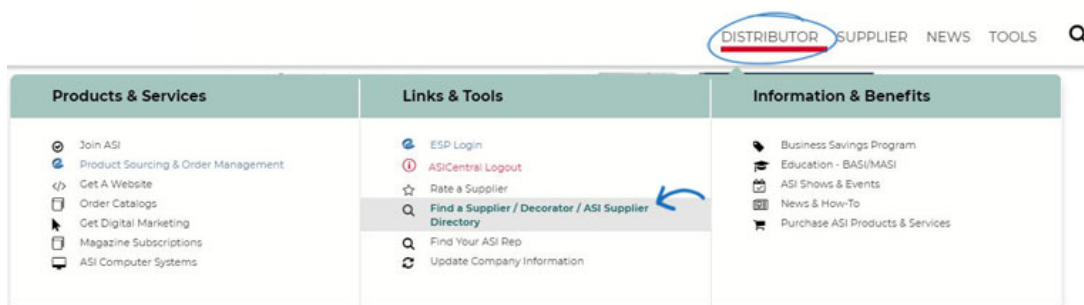 DISTRIBUTOR SUPPLIER NEWS TOOLS
Products & Services
Join ASI
Product Sourcing & Order Management
Get A Website
Order Catalogs
Get Digital Marketing
Magazine Subscriptions
ASI Computer Systems
Links & Tools
ESP Login
ASICentral Logout
Rate a Supplier
Find a Supplier / Decorator / ASI Supplier
Directory
Find Your ASI Rep
Update Company Information
Information & Benefits
Business Savings Program
Education - BASI/MASI
ASI Shows & Events
News & How-To
Purchase ASI Products & Services